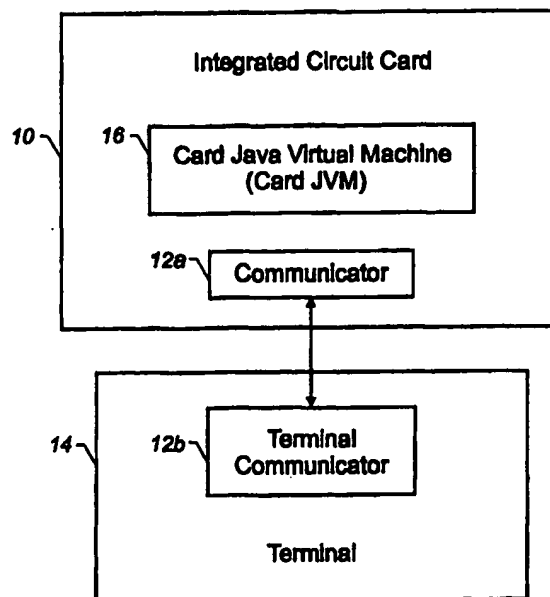 Integrated Circuit Card
10
16
Card Java Virtual Machine
(Card JVM)
12a
Communicator
14
12b
Terminal
Communicator
Terminal